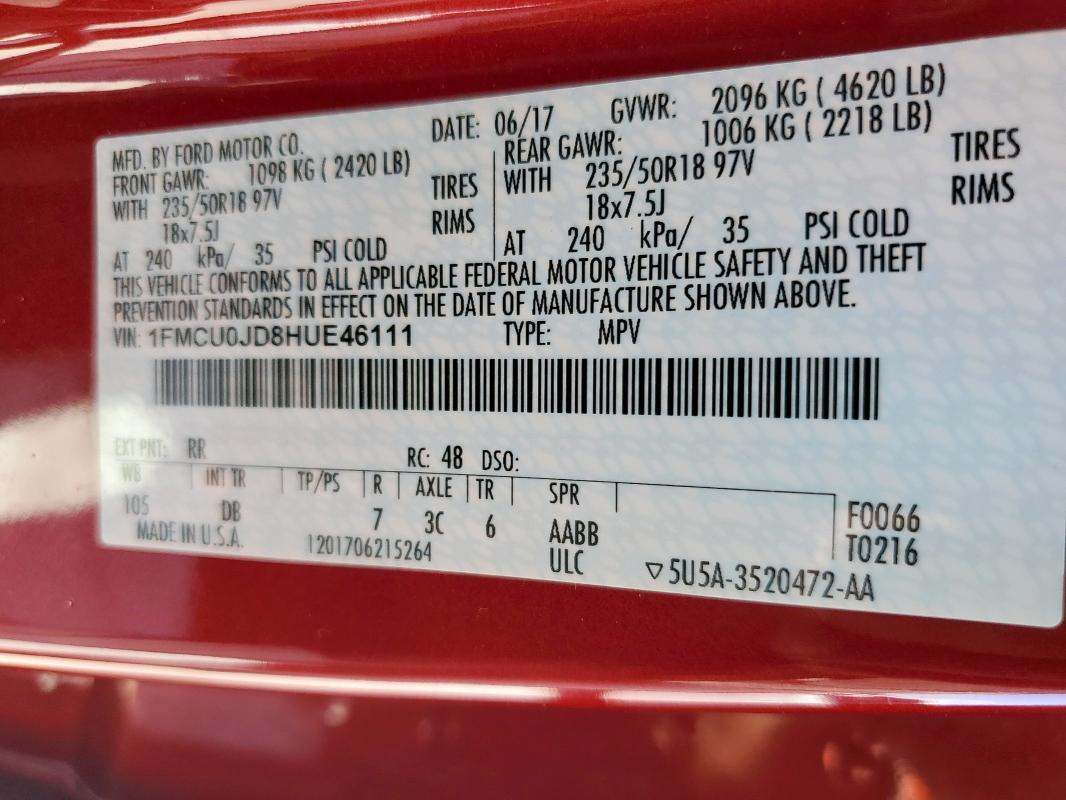 MFD. BY FORD MOTOR CO. DATE: 06/17 GVWR: 2096 KG ( 4620 LB)
FRONT GAWR: 1098 KG ( 2420 LB) REAR GAWR: 1006 KG ( 2218 LB)
WITH 235/50R18 97V TIRES WITH 235/50R18 97V TIRES
18x7.5J RIMS 18x7.5J RIMS
AT 240 kPa/ 35 PSI COLD AT 240 kPa/ 35 PSI COLD
THIS VEHICLE CONFORMS TO ALL APPLICABLE FEDERAL MOTOR VEHICLE SAFETY AND THEFT
PREVENTION STANDARDS IN EFFECT ON THE DATE OF MANUFACTURE SHOWN ABOVE.
VIN: 1FMCU0JD8HUE46111 TYPE: MPV
EXT PNT: RR RC: 48 DSO:
WB INT TR TP/PS R AXLE TR SPR
105 DB 7 3C 6 AABB F0066
MADE IN U.S.A. 1201706215264 ULC T0216
▽5U5A-3520472-AA